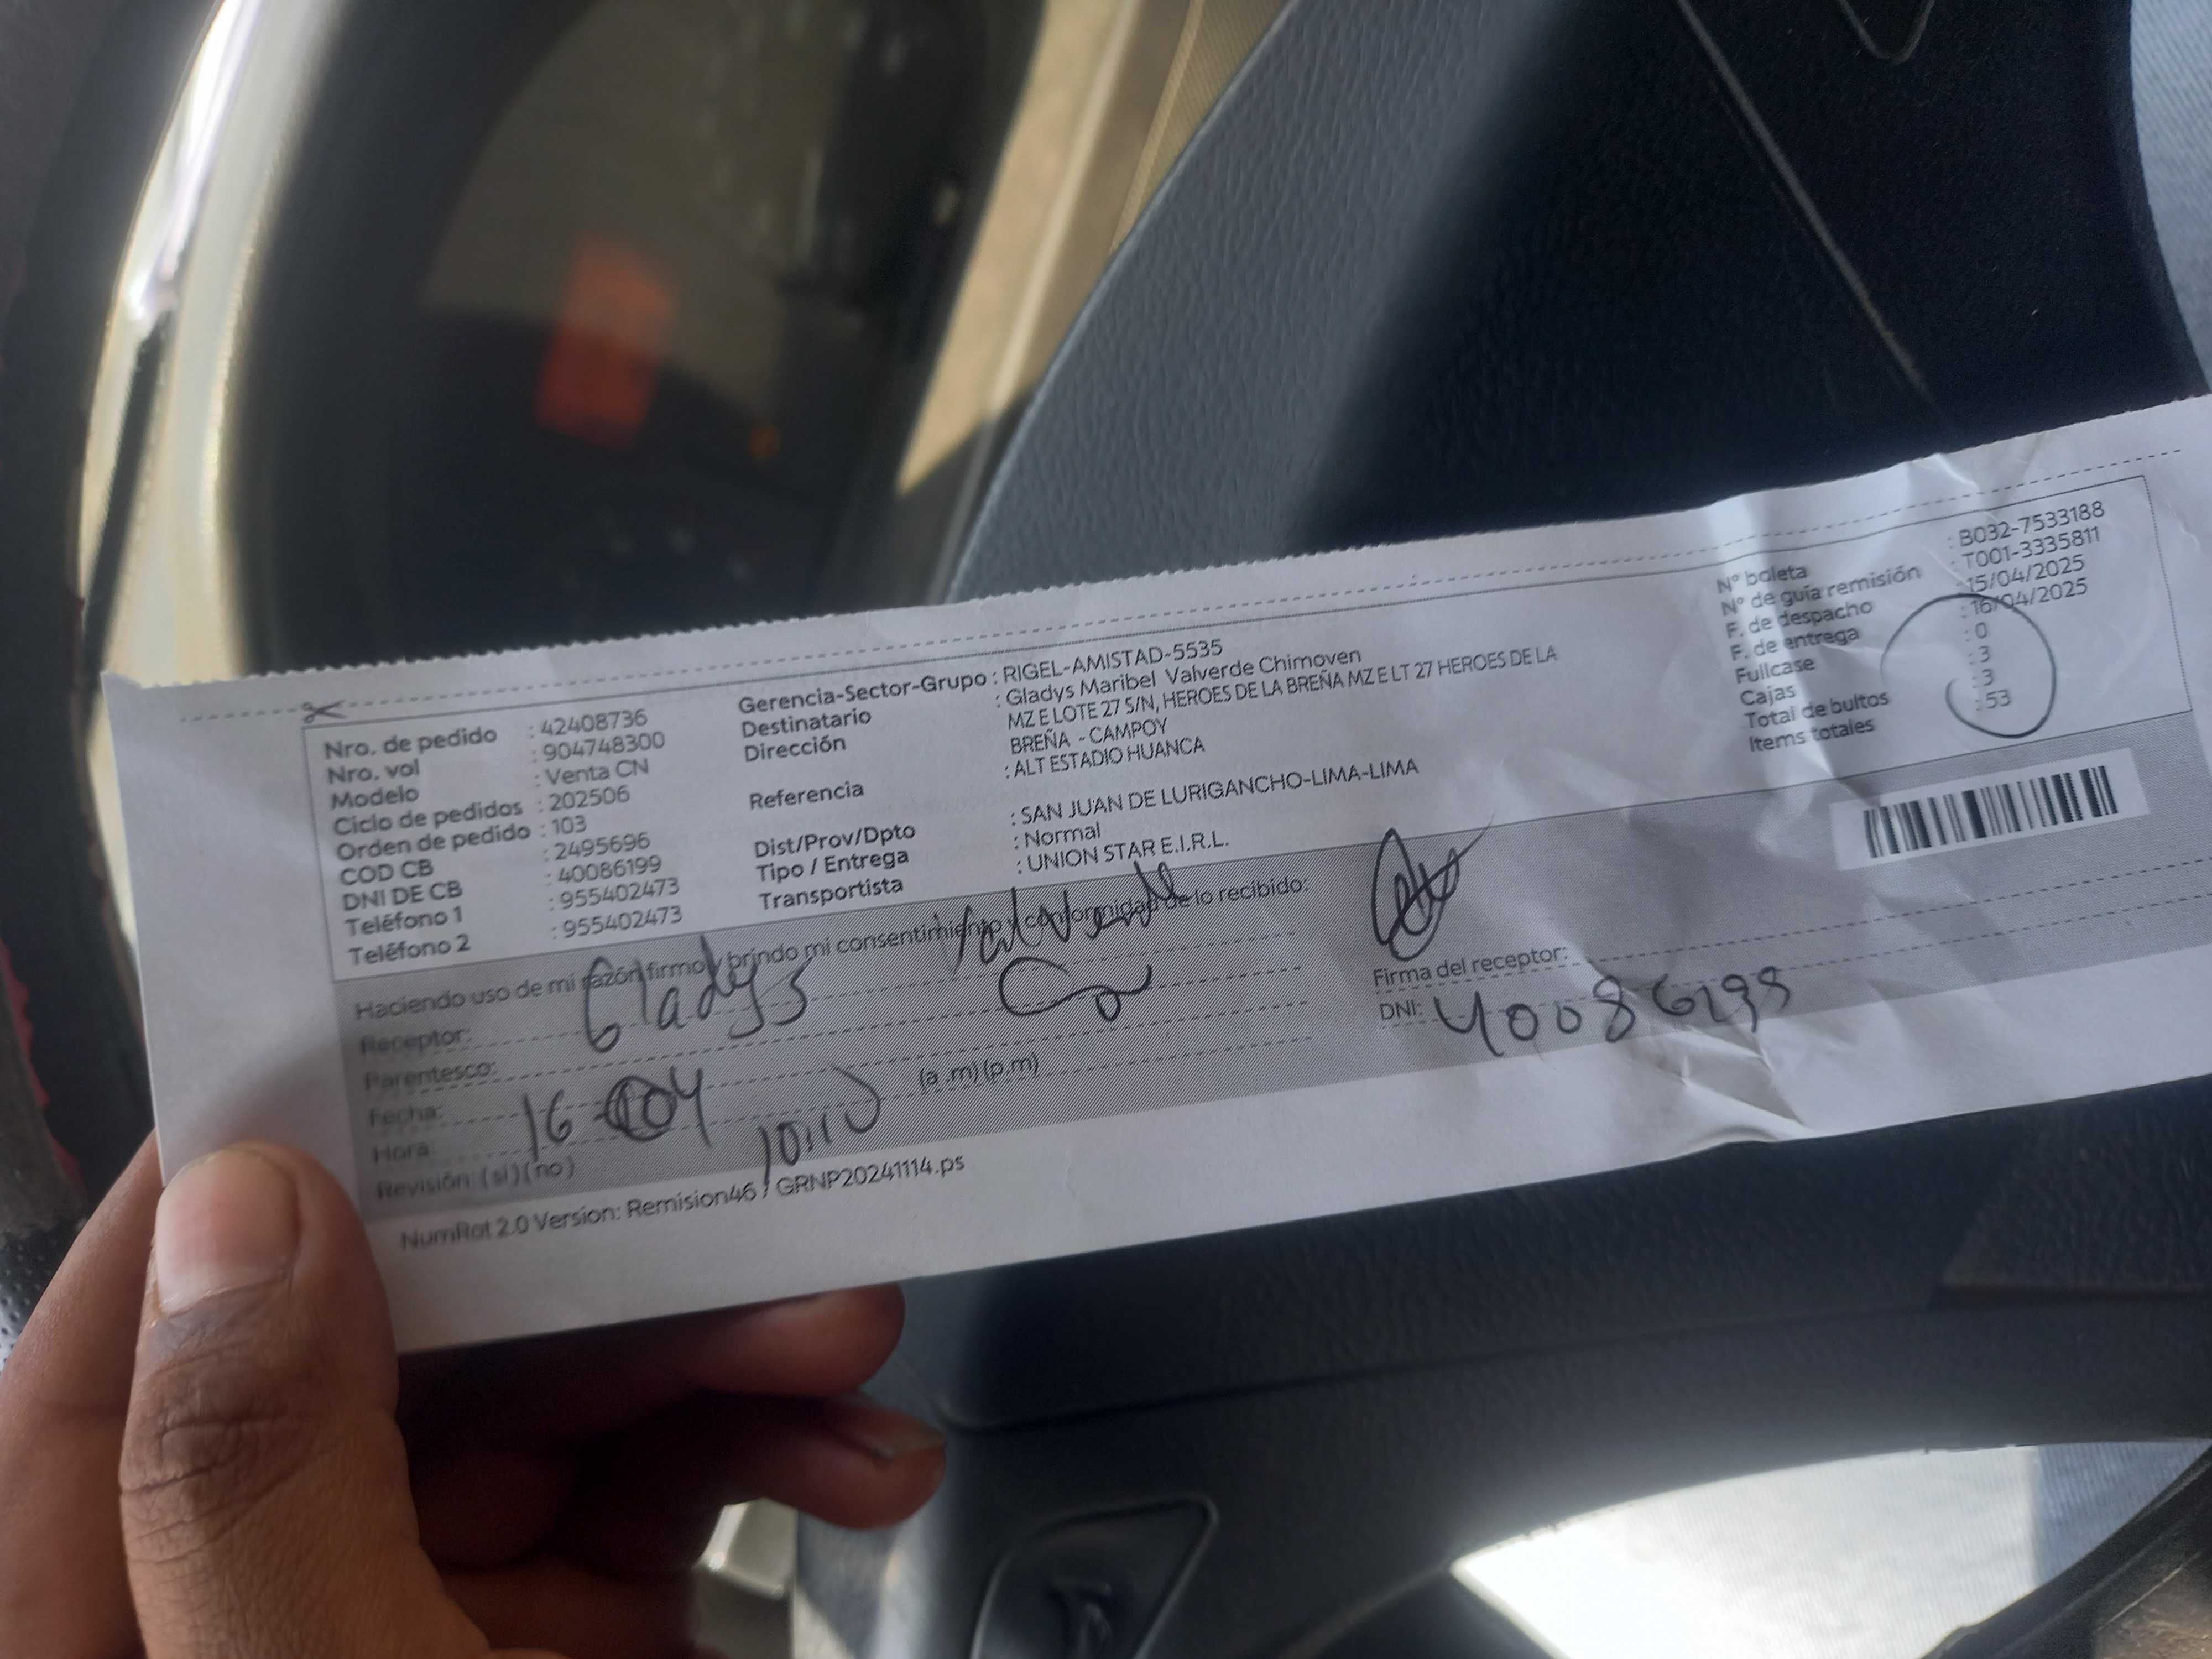 Nro. de pedido : 42408736
Nro. vol : 904748300
Modelo : Venta CN
Ciclo de pedidos : 202506
Orden de pedido : 103
COD CB : 2495696
DNI DE CB : 40086199
Teléfono 1 : 955402473
Teléfono 2 : 955402473
Gerencia-Sector-Grupo : RIGEL-AMISTAD-5535
Destinatario : Gladys Maribel Valverde Chimoven
Dirección MZ E LOTE 27 S/N, HEROES DE LA BREÑA MZ E LT 27 HEROES DE LA
BREÑA - CAMPOY
Referencia : ALT ESTADIO HUANCA
Dist/Prov/Dpto : SAN JUAN DE LURIGANCHO-LIMA-LIMA
Tipo / Entrega : Normal
Transportista : UNION STAR E.I.R.L.
N° boleta : B032-7533188
N° de guía remisión : T001-3335811
F. de despacho : 15/04/2025
F. de entrega : 16/04/2025
Fullcase : 0
Cajas : 3
Total de bultos : 3
Items totales : 53
Haciendo uso de mi razón firmo y brindo mi consentimiento y conformidad de lo recibido:
Receptor: Gladys Valverde
Parentesco:
Fecha: 16-04
Hora: 10:10 (a .m) (p.m)
Revisión: (si) (no)
Firma del receptor:
DNI: 40086199
NumRot 2.0 Version: Remision46 / GRNP20241114.ps